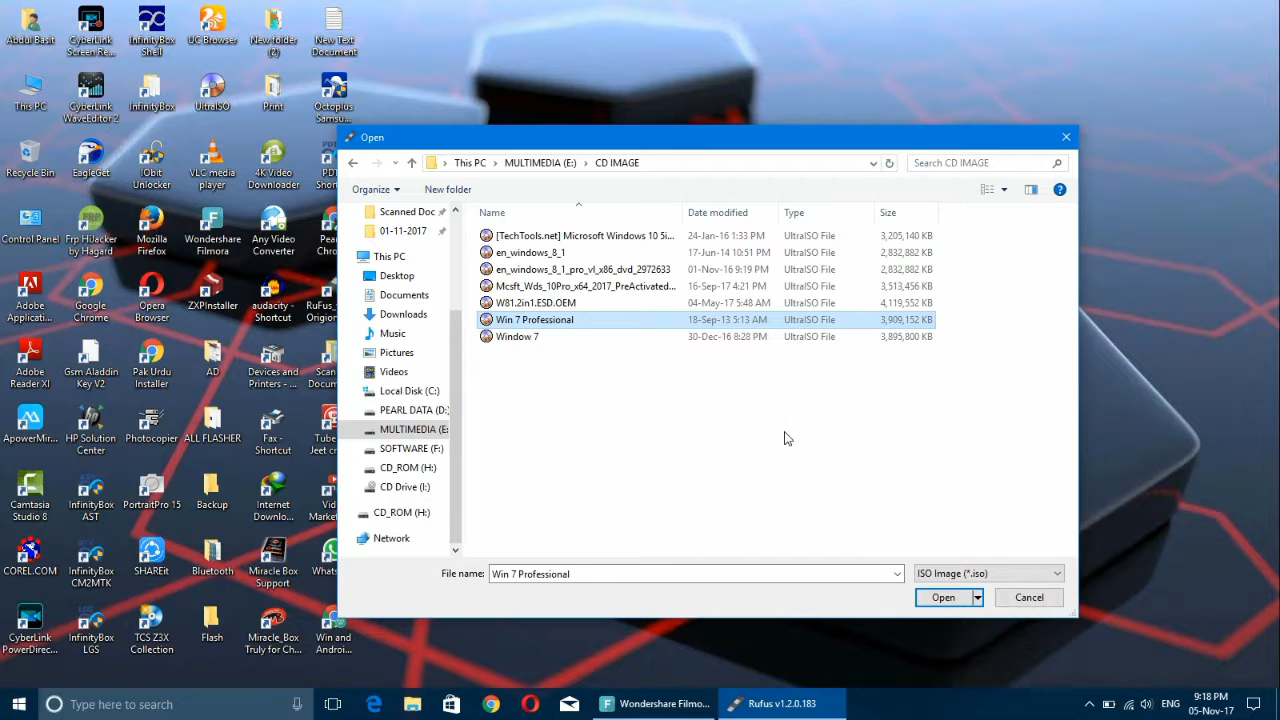 Abdul Basit
CyberLink
Screen Re...
InfinityBox
Shell
UC Browser
New folder
(2)
New Text
Document
This PC
CyberLink
WaveEditor 2
InfinityBox
UltraISO
Print
Octoplus
Samsu...
Recycle Bin
EagleGet
IObit
Unlocker
VLC media
player
4K Video
Downloader
Control Panel
Frp HiJacker
by Hagard
Mozilla
Firefox
Wondershare
Filmora
Any Video
Converter
Adobe
Applicati...
Google
Chrome
Opera
Browser
ZXPInstaller
audacity -
Shortcut
Adobe
Reader XI
Gsm Aladdin
Key V2
Pak Urdu
Installer
AD
Devices and
Printers - ...
ApowerMir...
HP Solution
Center
Photocopier
ALL FLASHER
Fax -
Shortcut
Camtasia
Studio 8
InfinityBox
AST
PortraitPro 15
Backup
Internet
Downlo...
COREL.COM
InfinityBox
CM2MTK
SHAREit
Bluetooth
Miracle Box
Support
CyberLink
PowerDirec...
InfinityBox
LGS
TCS Z3X
Collection
Flash
Miracle_Box
Truly for Ch...
Win and
Androi...
Open
This PC
MULTIMEDIA (E:)
CD IMAGE
Search CD IMAGE
Organize
New folder
Scanned Doc
01-11-2017
This PC
Desktop
Documents
Downloads
Music
Pictures
Videos
Local Disk (C:)
PEARL DATA (D:)
MULTIMEDIA (E:
SOFTWARE (F:)
CD_ROM (H:)
CD Drive (I:)
CD_ROM (H:)
Network
Name Date modified Type Size
[TechTools.net] Microsoft Windows 10 5i... 24-Jan-16 1:33 PM UltraISO File 3,205,140 KB
en_windows_8_1 17-Jun-14 10:51 PM UltraISO File 2,832,882 KB
en_windows_8_1_pro_vl_x86_dvd_2972633 01-Nov-16 9:19 PM UltraISO File 2,832,882 KB
Mcsft_Wds_10Pro_x64_2017_PreActivated... 16-Sep-17 4:21 PM UltraISO File 3,513,456 KB
W81.2in1.ESD.OEM 04-May-17 5:48 AM UltraISO File 4,119,552 KB
Win 7 Professional 18-Sep-13 5:13 AM UltraISO File 3,909,152 KB
Window 7 30-Dec-16 8:28 PM UltraISO File 3,895,800 KB
File name: Win 7 Professional
ISO Image (*.iso)
Open
Cancel
Type here to search
Wondershare Filmo...
Rufus v1.2.0.183
ENG
9:18 PM
05-Nov-17